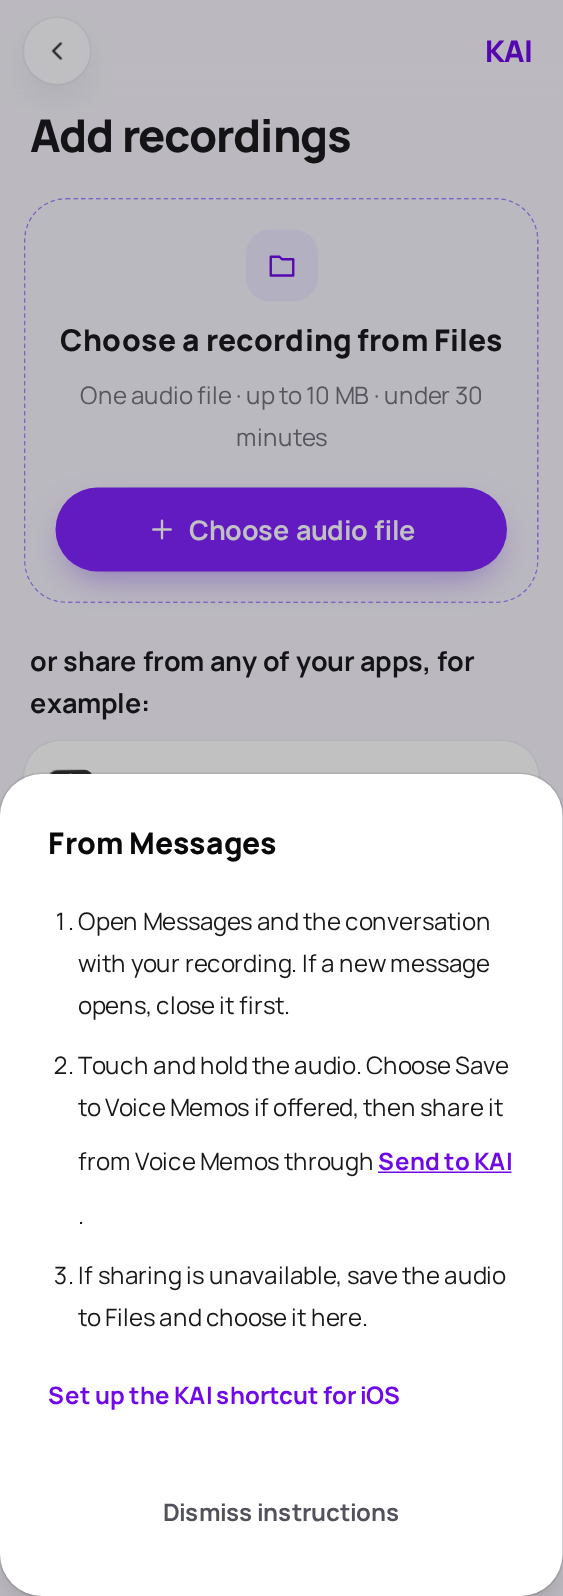 KAI
Add recordings
Choose a recording from Files
One audio file · up to 10 MB · under 30
minutes
+ Choose audio file
or share from any of your apps, for
example:
From Messages
1. Open Messages and the conversation
with your recording. If a new message
opens, close it first.
2. Touch and hold the audio. Choose Save
to Voice Memos if offered, then share it
from Voice Memos through Send to KAI
.
3. If sharing is unavailable, save the audio
to Files and choose it here.
Set up the KAI shortcut for iOS
Dismiss instructions